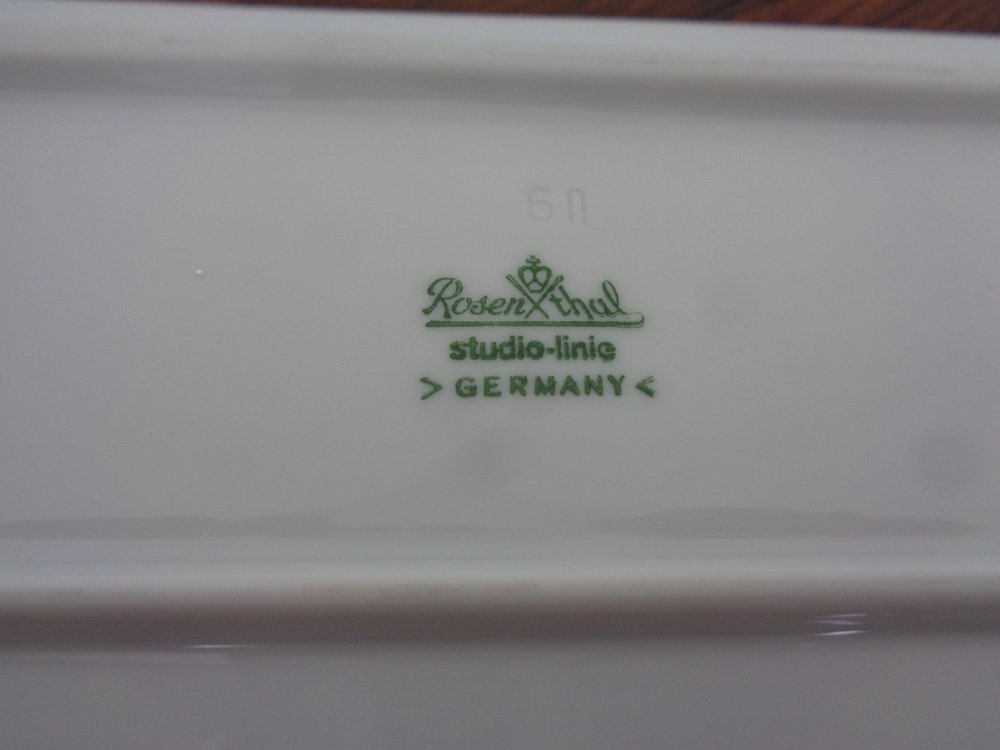 Rosenthal
studio-linie
> GERMANY <